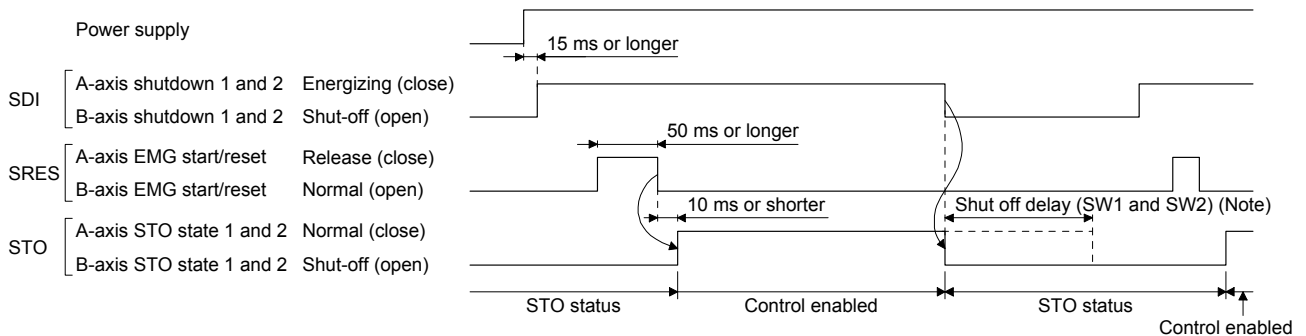 Power supply
15 ms or longer
SDI
A-axis shutdown 1 and 2 Energizing (close)
B-axis shutdown 1 and 2 Shut-off (open)
50 ms or longer
SRES
A-axis EMG start/reset Release (close)
B-axis EMG start/reset Normal (open)
10 ms or shorter
Shut off delay (SW1 and SW2) (Note)
STO
A-axis STO state 1 and 2 Normal (close)
B-axis STO state 1 and 2 Shut-off (open)
STO status
Control enabled
STO status
Control enabled